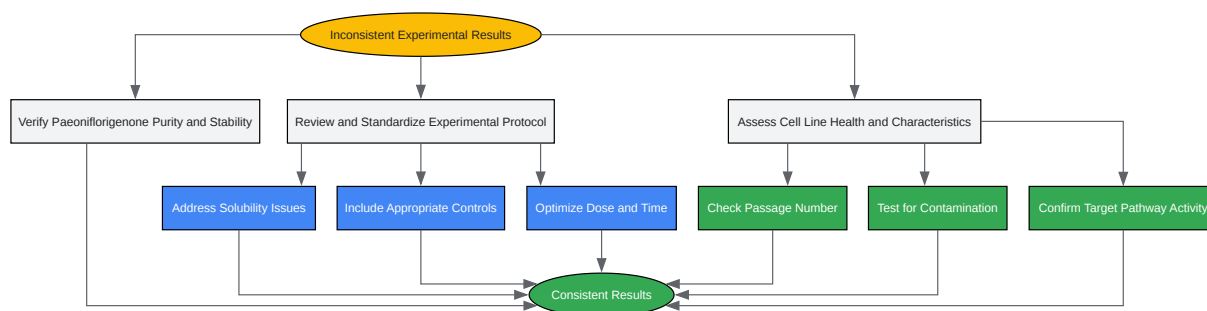 Inconsistent Experimental Results
Verify Paeoniflorigenone Purity and Stability
Review and Standardize Experimental Protocol
Assess Cell Line Health and Characteristics
Address Solubility Issues
Include Appropriate Controls
Optimize Dose and Time
Check Passage Number
Test for Contamination
Confirm Target Pathway Activity
Consistent Results